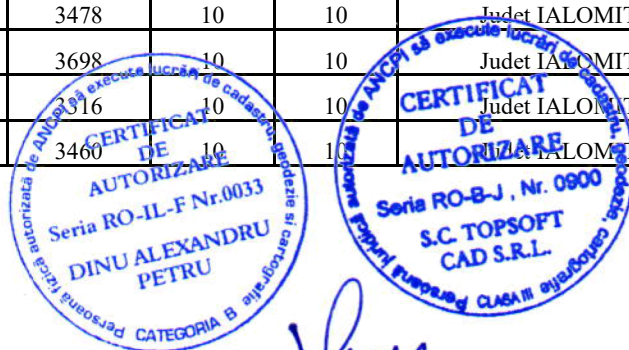 3478 10 10 Judet IALOMIT
3698 10 10 Judet IALOMIT
3316 10 10 Judet IALOMIT
3460 10 10 Judet IALOMIT
Persoană fizică autorizată de ANCPI să execute lucrări de cadastru, geodezie si cartografie
CERTIFICAT
DE
AUTORIZARE
Seria RO-IL-F Nr.0033
DINU ALEXANDRU
PETRU
CATEGORIA B
Persoană juridică autorizată de ANCPI să execute lucrări de cadastru, geodezie, cartografie
CERTIFICAT
DE
AUTORIZARE
Seria RO-B-J , Nr. 0900
S.C. TOPSOFT
CAD S.R.L.
CLASA III